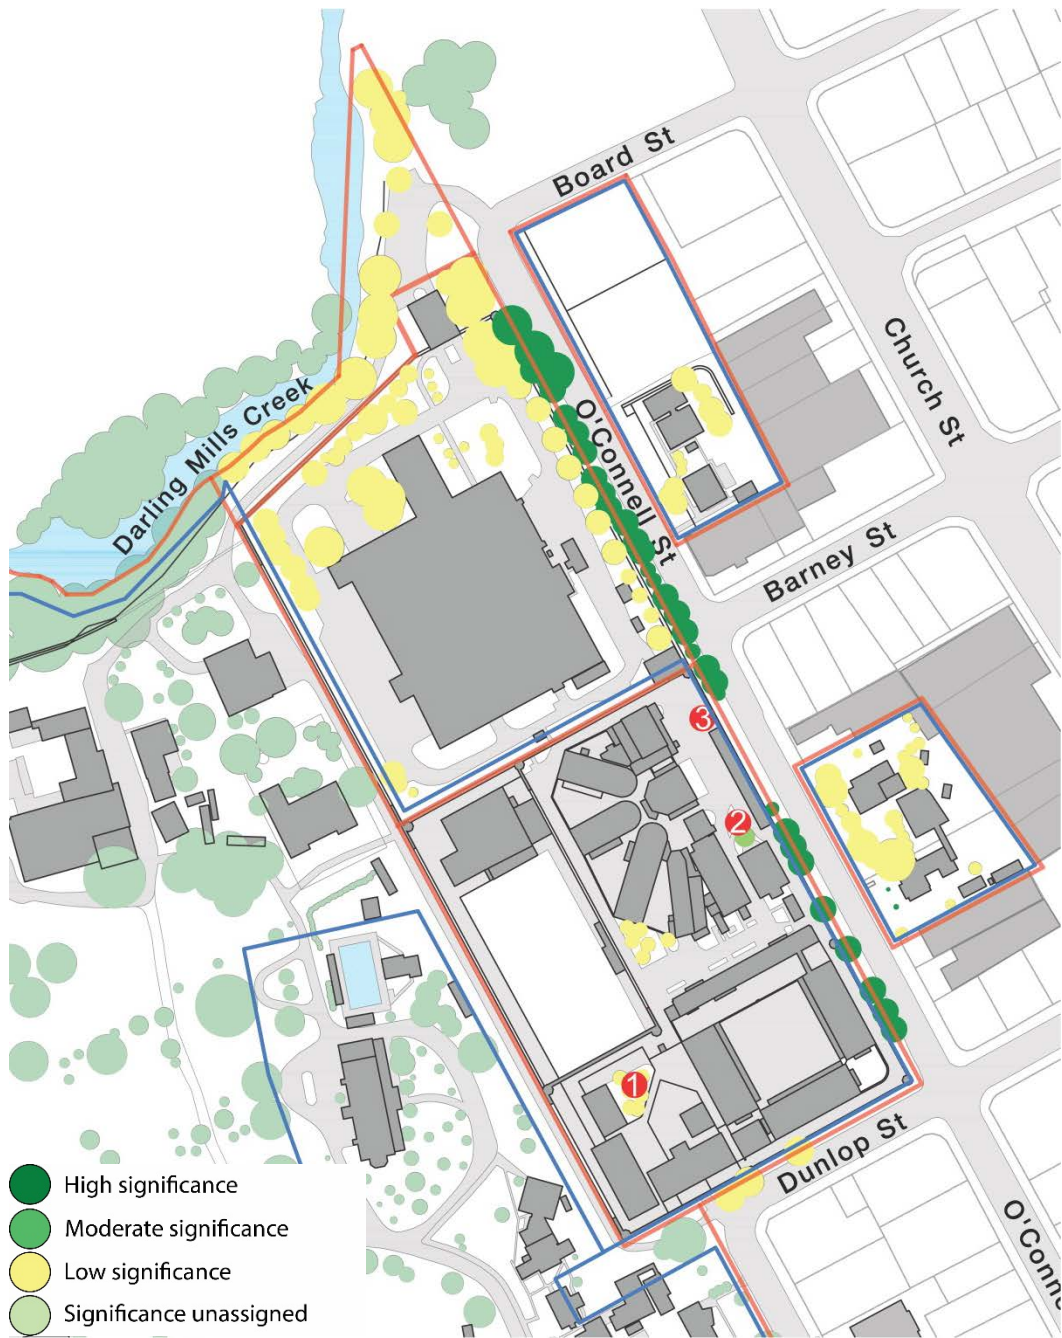 Board St
Church St
Darling Mills Creek
O'Connell St
Barney St
3
2
1
Dunlop St
High significance
Moderate significance
Low significance
Significance unassigned